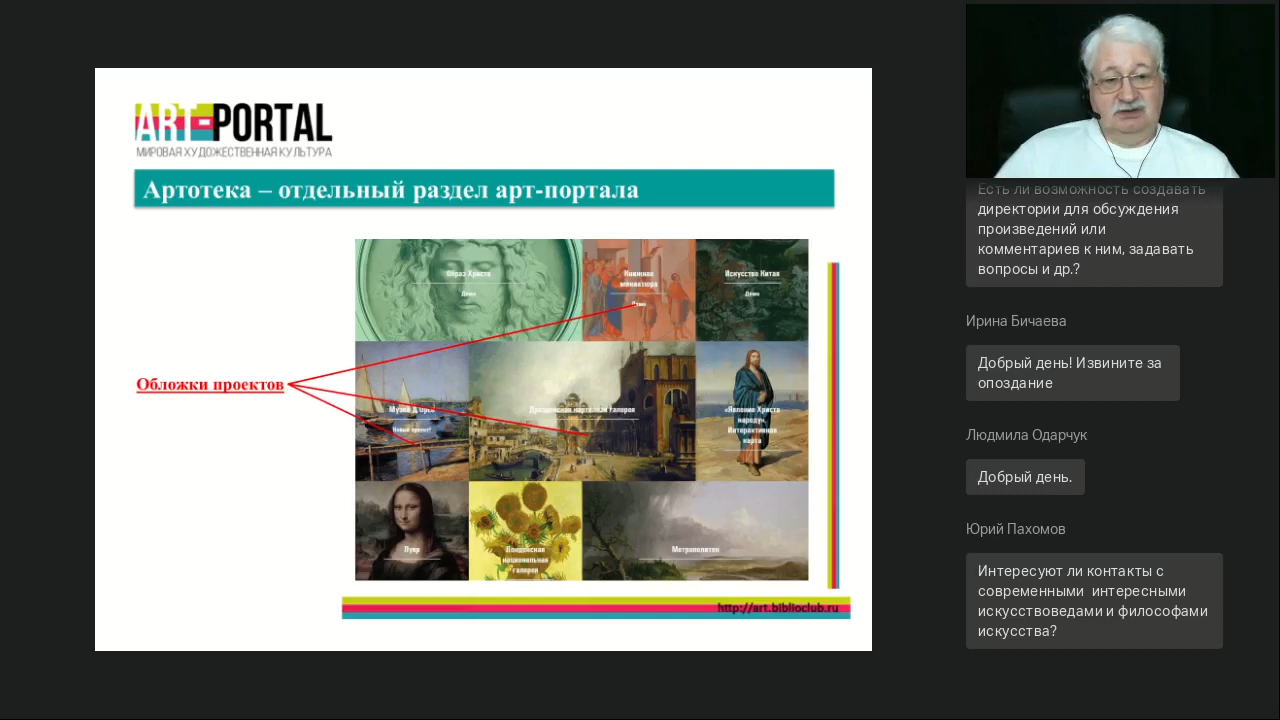 ART-PORTAL
МИРОВАЯ ХУДОЖЕСТВЕННАЯ КУЛЬТУРА
Артотека – отдельный раздел арт-портала
Образ Христа
Демо
Книжная
миниатюра
Демо
Искусство Китая
Демо
Обложки проектов
Музей Д'Орсе
Новый проект!
Дрезденская картинная галерея
«Явление Христа
народу».
Интерактивная
карта
Лувр
Лондонская
национальная
галерея
Метрополитен
http://art.biblioclub.ru
Есть ли возможность создавать
директории для обсуждения
произведений или
комментариев к ним, задавать
вопросы и др.?
Ирина Бичаева
Добрый день! Извините за
опоздание
Людмила Одарчук
Добрый день.
Юрий Пахомов
Интересуют ли контакты с
современными интересными
искусствоведами и философами
искусства?